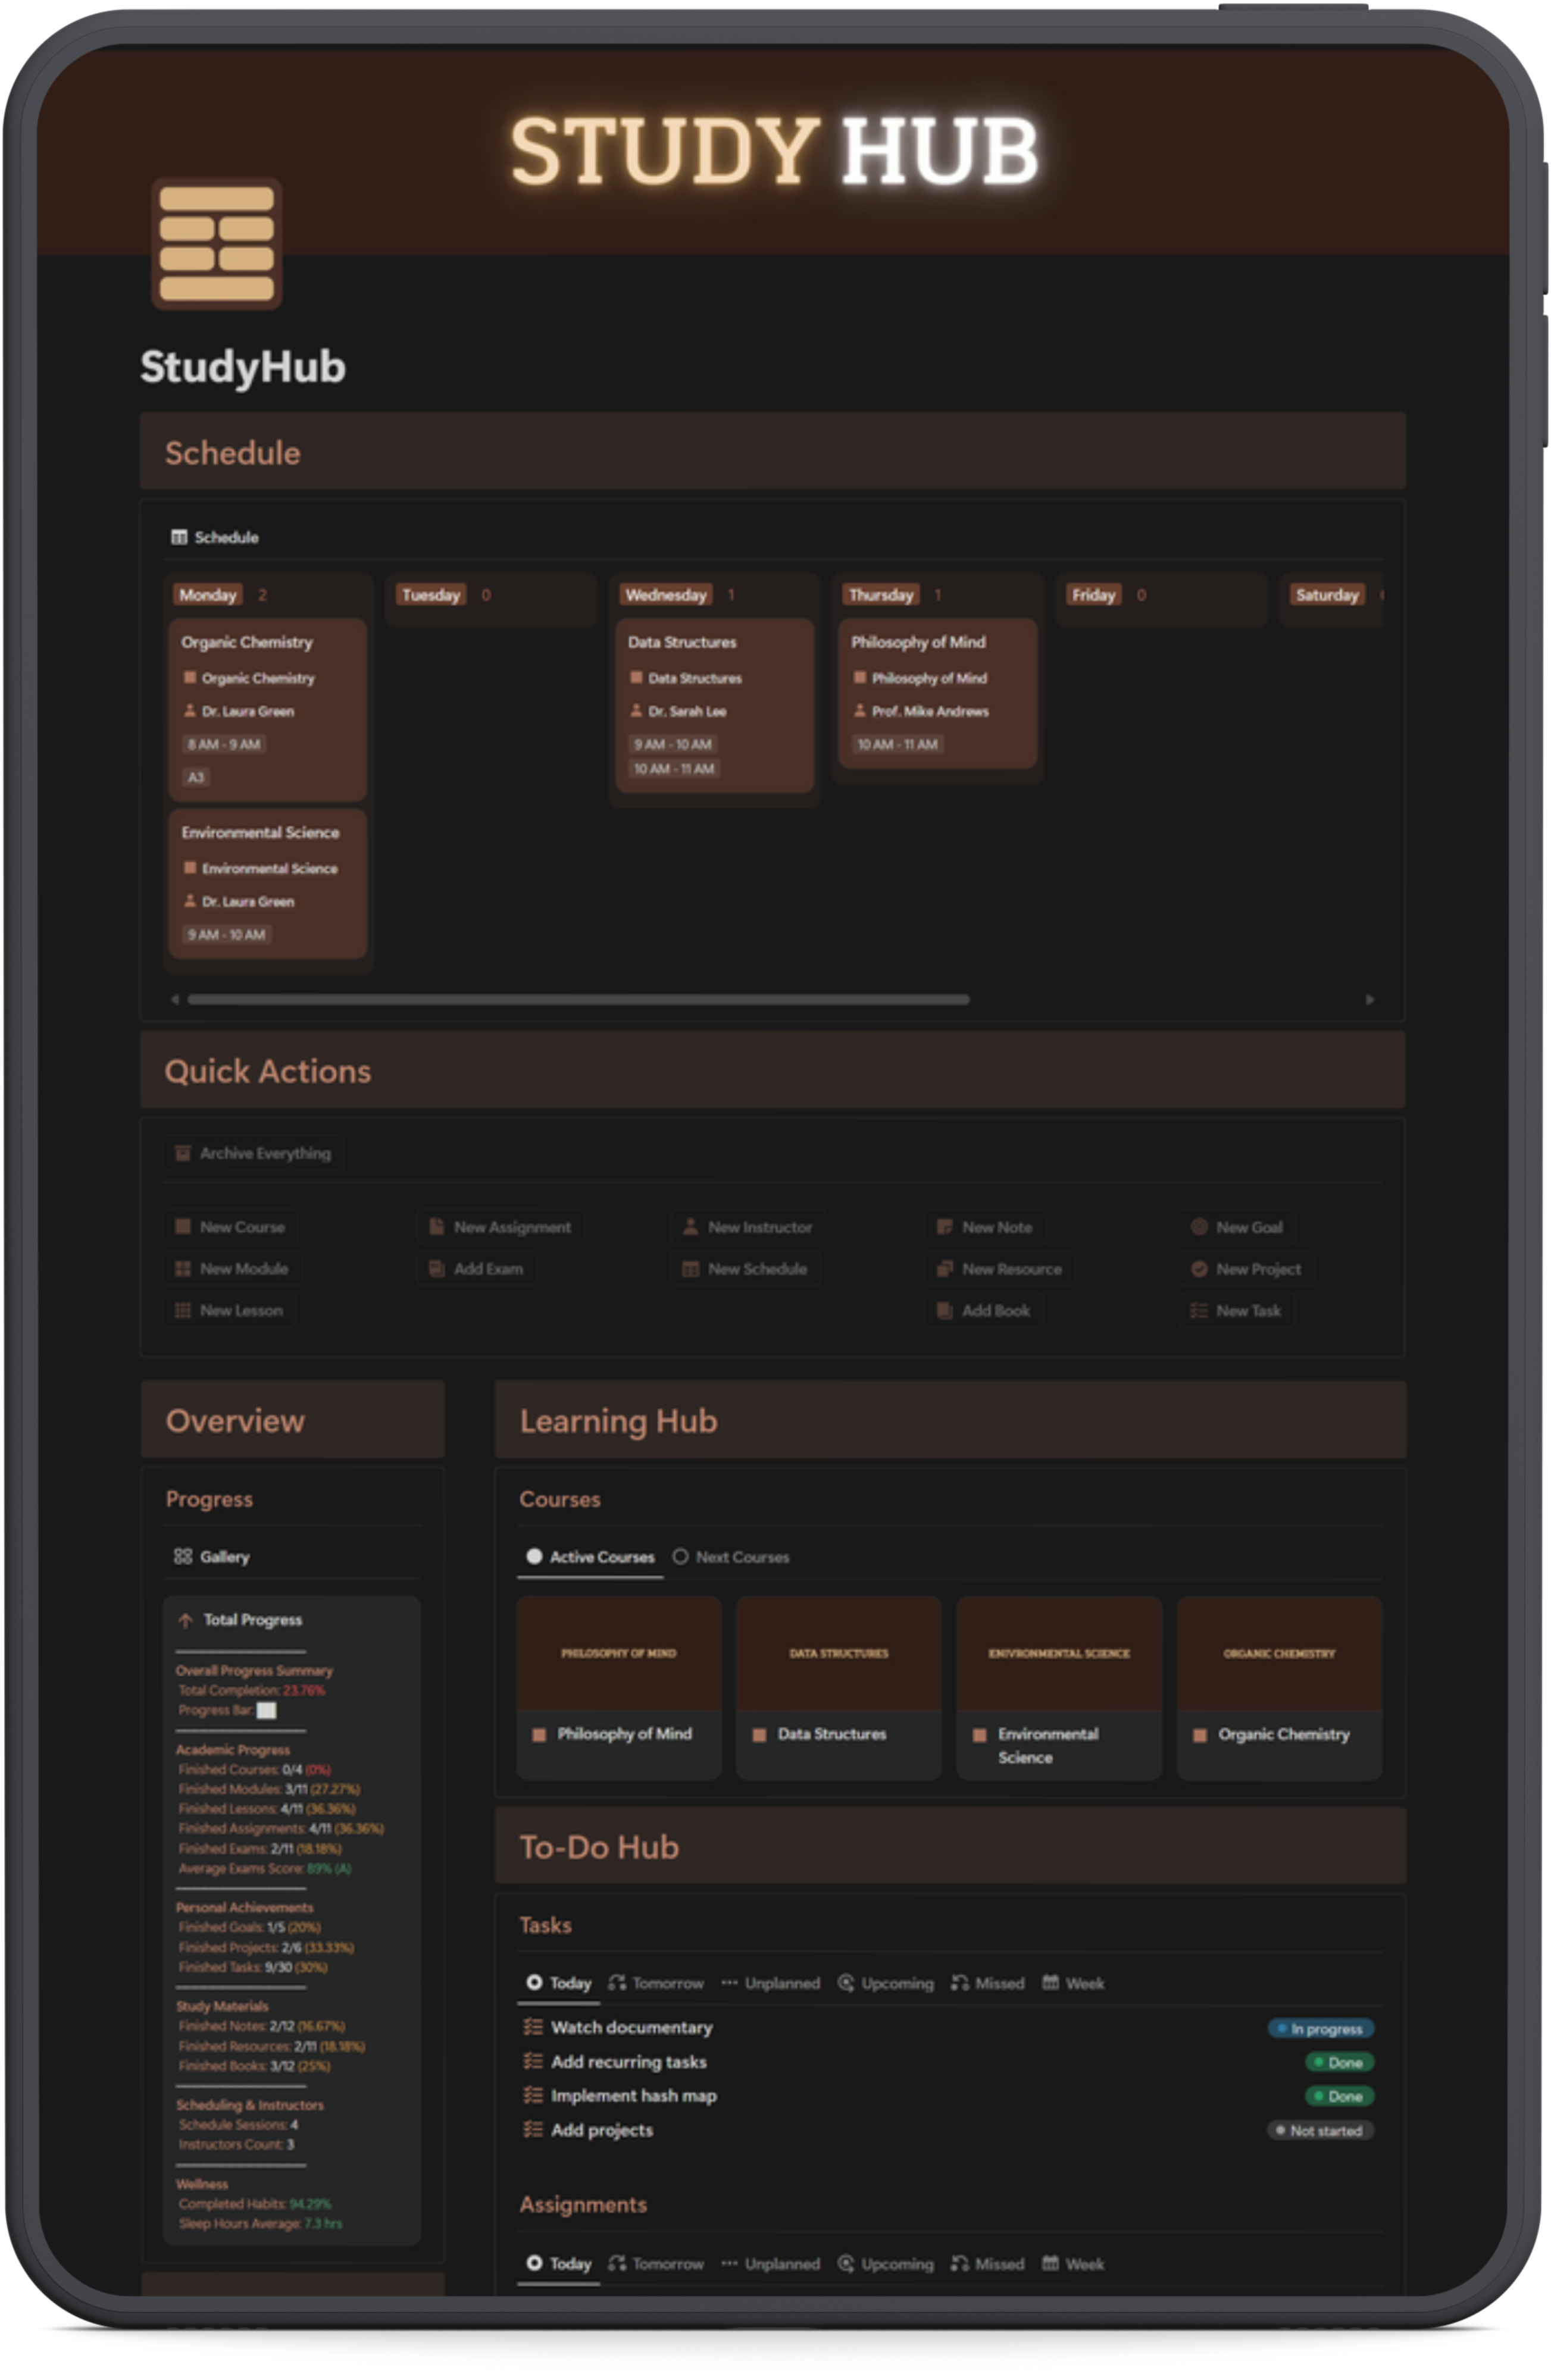 STUDY HUB
StudyHub
Schedule
Schedule
Monday 2
Organic Chemistry
Organic Chemistry
Dr. Laura Green
8 AM - 9 AM
A3
Environmental Science
Environmental Science
Dr. Laura Green
9 AM - 10 AM
Tuesday 0
Wednesday 1
Data Structures
Data Structures
Dr. Sarah Lee
9 AM - 10 AM
10 AM - 11 AM
Thursday 1
Philosophy of Mind
Philosophy of Mind
Prof. Mike Andrews
10 AM - 11 AM
Friday 0
Saturday
Quick Actions
Archive Everything
New Course
New Module
New Lesson
New Assignment
Add Exam
New Instructor
New Schedule
New Note
New Resource
Add Book
New Goal
New Project
New Task
Overview
Progress
Gallery
Total Progress
Overall Progress Summary
Total Completion: 23.76%
Progress Bar:
Academic Progress
Finished Courses: 0/4 (0%)
Finished Modules: 3/11 (27.27%)
Finished Lessons: 4/11 (36.36%)
Finished Assignments: 4/11 (36.36%)
Finished Exams: 2/11 (18.18%)
Average Exams Score: 89% (A)
Personal Achievements
Finished Goals: 1/5 (20%)
Finished Projects: 2/6 (33.33%)
Finished Tasks: 9/30 (30%)
Study Materials
Finished Notes: 2/12 (16.67%)
Finished Resources: 2/11 (18.18%)
Finished Books: 3/12 (25%)
Scheduling & Instructors
Schedule Sessions: 4
Instructors Count: 3
Wellness
Completed Habits: 94.29%
Sleep Hours Average: 7.3 hrs
Learning Hub
Courses
Active Courses Next Courses
PHILOSOPHY OF MIND
Philosophy of Mind
DATA STRUCTURES
Data Structures
ENIVRONMENTAL SCIENCE
Environmental
Science
ORGANIC CHEMISTRY
Organic Chemistry
To-Do Hub
Tasks
Today Tomorrow Unplanned Upcoming Missed Week
Watch documentary In progress
Add recurring tasks Done
Implement hash map Done
Add projects Not started
Assignments
Today Tomorrow Unplanned Upcoming Missed Week